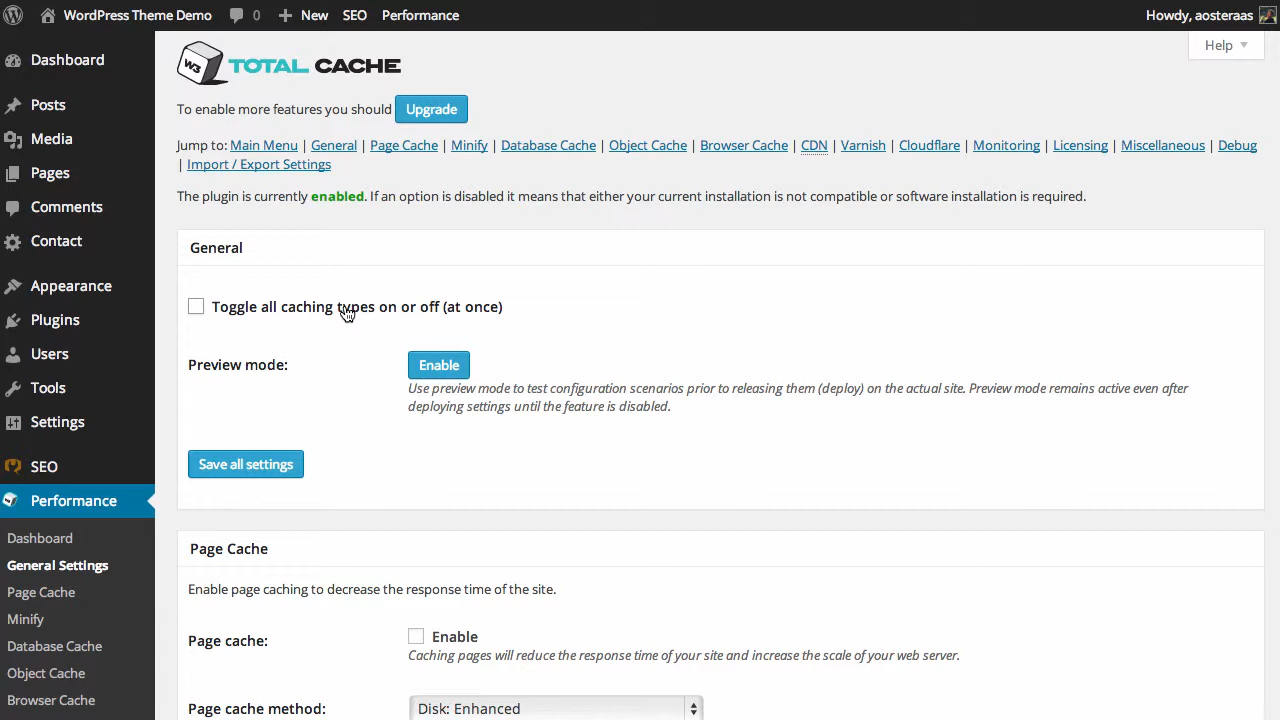 WordPress Theme Demo 0 New SEO Performance Howdy, aosteraas
Help
W3 TOTAL CACHE
To enable more features you should Upgrade
Jump to: Main Menu | General | Page Cache | Minify | Database Cache | Object Cache | Browser Cache | CDN | Varnish | Cloudflare | Monitoring | Licensing | Miscellaneous | Debug
| Import / Export Settings
The plugin is currently enabled. If an option is disabled it means that either your current installation is not compatible or software installation is required.
General
Toggle all caching types on or off (at once)
Preview mode: Enable
Use preview mode to test configuration scenarios prior to releasing them (deploy) on the actual site. Preview mode remains active even after
deploying settings until the feature is disabled.
Save all settings
Page Cache
Enable page caching to decrease the response time of the site.
Page cache: Enable
Caching pages will reduce the response time of your site and increase the scale of your web server.
Page cache method: Disk: Enhanced
Dashboard
Posts
Media
Pages
Comments
Contact
Appearance
Plugins
Users
Tools
Settings
SEO
Performance
Dashboard
General Settings
Page Cache
Minify
Database Cache
Object Cache
Browser Cache